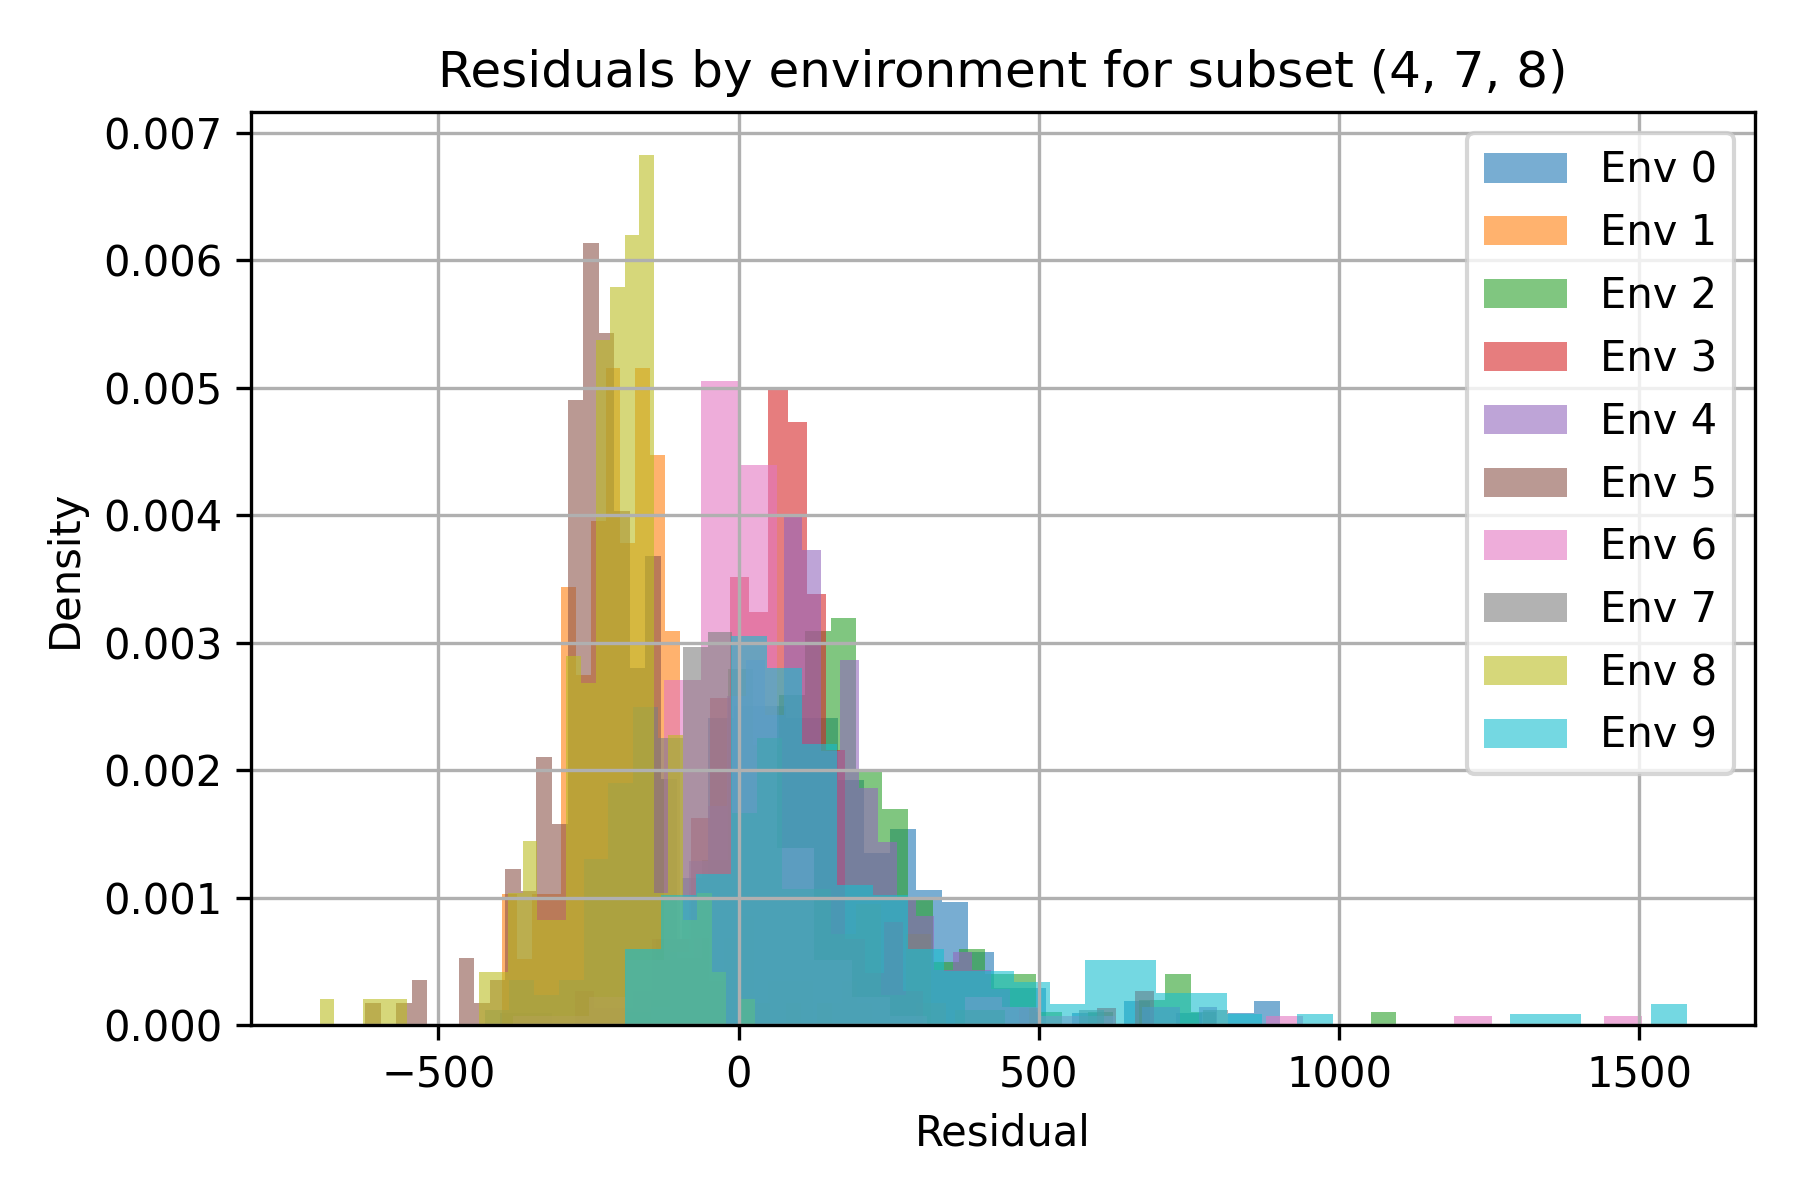 Residuals by environment for subset (4, 7, 8)
0.007
0.006
0.005
0.004
0.003
0.002
0.001
0.000
Density
−500
0
500
1000
1500
Residual
Env 0
Env 1
Env 2
Env 3
Env 4
Env 5
Env 6
Env 7
Env 8
Env 9